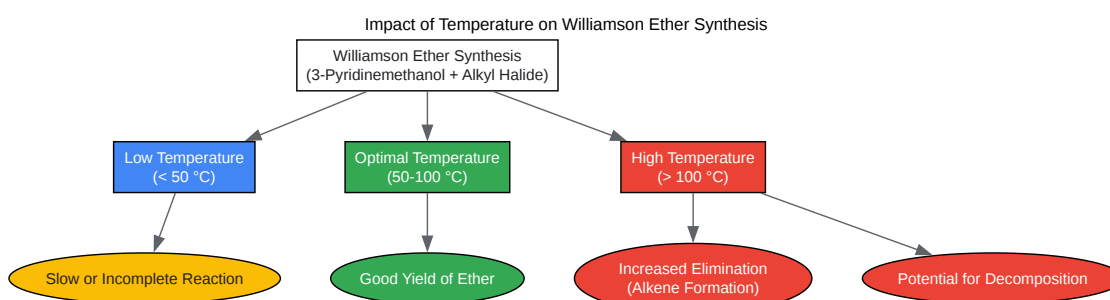 Impact of Temperature on Williamson Ether Synthesis
Williamson Ether Synthesis
(3-Pyridinemethanol + Alkyl Halide)
Low Temperature
(< 50 °C)
Optimal Temperature
(50-100 °C)
High Temperature
(> 100 °C)
Slow or Incomplete Reaction
Good Yield of Ether
Increased Elimination
(Alkene Formation)
Potential for Decomposition